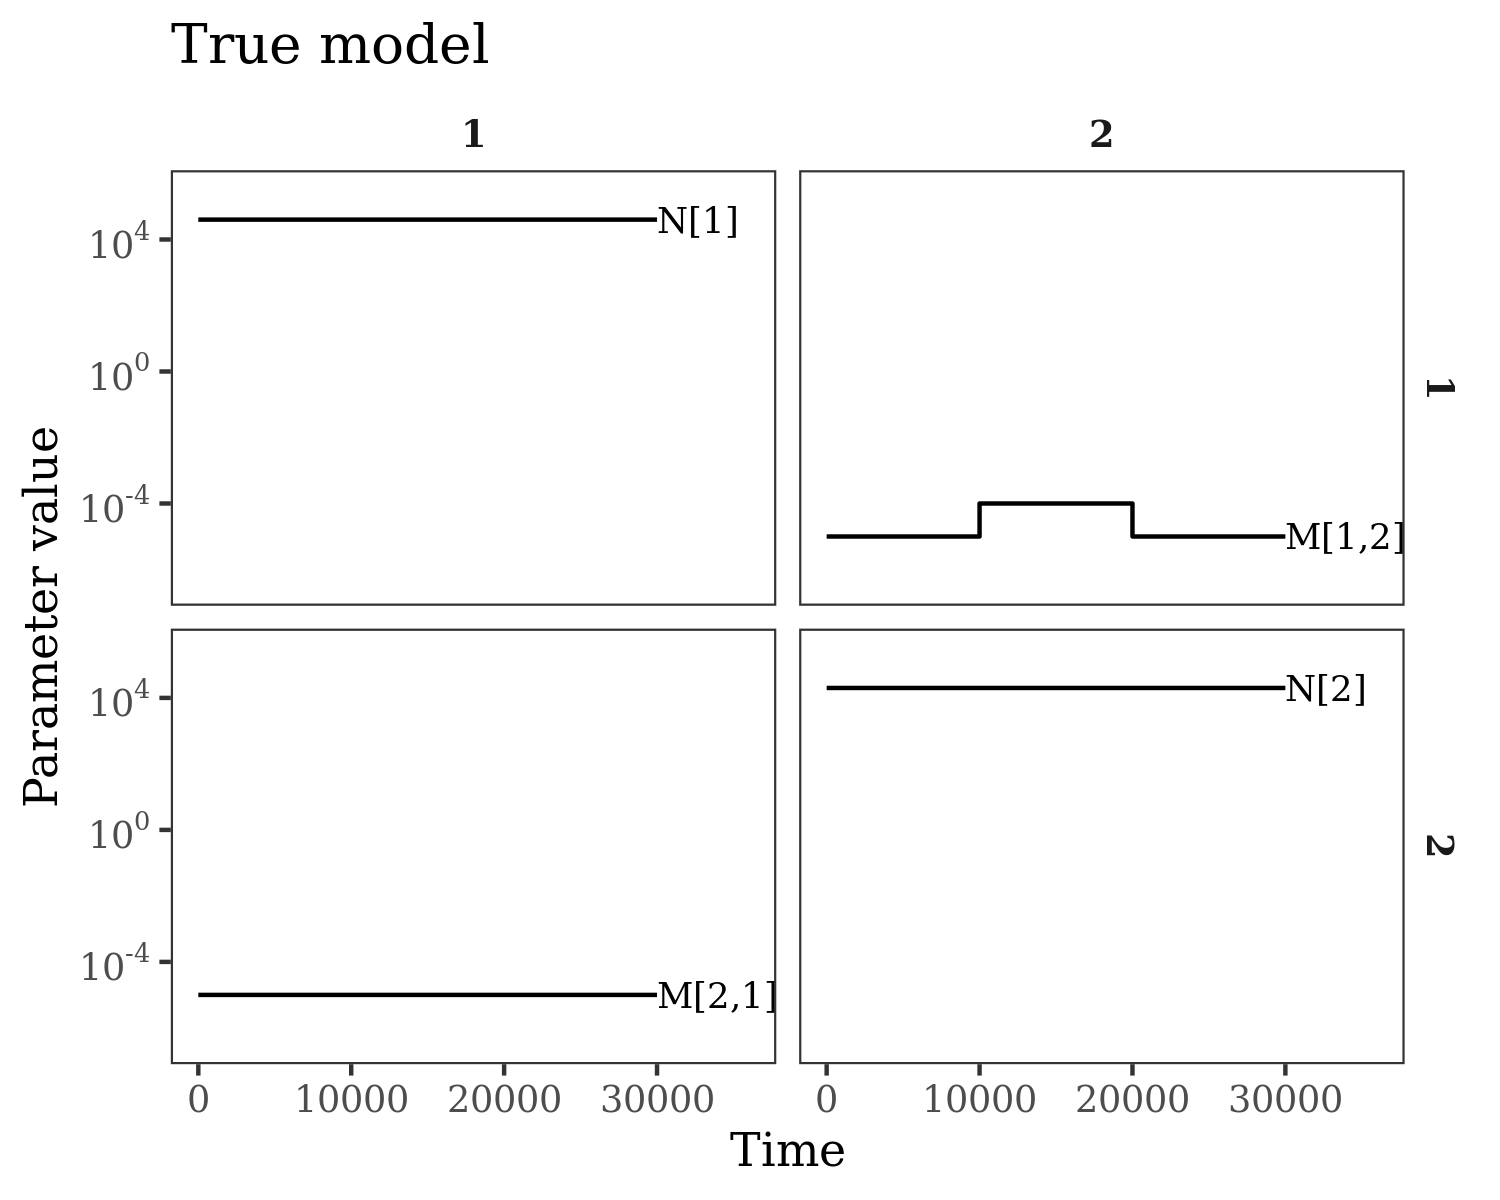 True model
1 2
10^4 N[1]
10^0
1
10^-4 M[1,2]
Parameter value
10^4 N[2]
10^0
2
10^-4
M[2,1]
0 10000 20000 30000 0 10000 20000 30000
Time